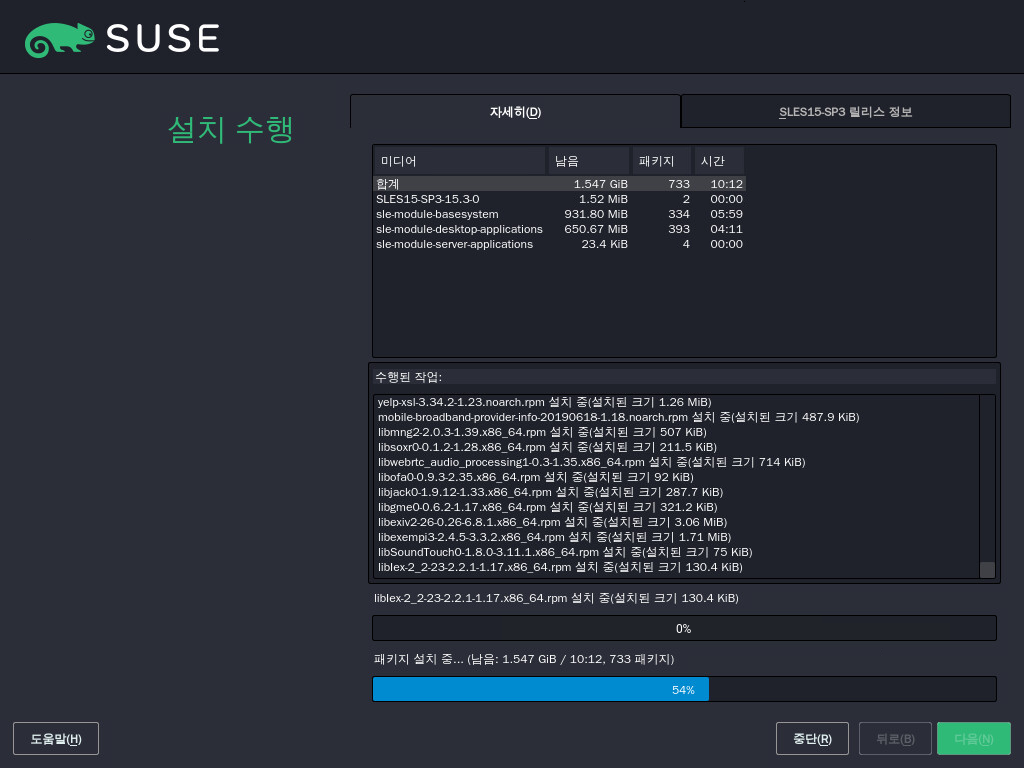 SUSE
설치 수행
자세히(D)
SLES15-SP3 릴리스 정보
미디어 남음 패키지 시간
합계 1.547 GiB 733 10:12
SLES15-SP3-15.3-0 1.52 MiB 2 00:00
sle-module-basesystem 931.80 MiB 334 05:59
sle-module-desktop-applications 650.67 MiB 393 04:11
sle-module-server-applications 23.4 KiB 4 00:00
수행된 작업:
yelp-xsl-3.34.2-1.23.noarch.rpm 설치 중(설치된 크기 1.26 MiB)
mobile-broadband-provider-info-20190618-1.18.noarch.rpm 설치 중(설치된 크기 487.9 KiB)
libmng2-2.0.3-1.39.x86_64.rpm 설치 중(설치된 크기 507 KiB)
libsoxr0-0.1.2-1.28.x86_64.rpm 설치 중(설치된 크기 211.5 KiB)
libwebrtc_audio_processing1-0.3-1.35.x86_64.rpm 설치 중(설치된 크기 714 KiB)
libofa0-0.9.3-2.35.x86_64.rpm 설치 중(설치된 크기 92 KiB)
libjack0-1.9.12-1.33.x86_64.rpm 설치 중(설치된 크기 287.7 KiB)
libgme0-0.6.2-1.17.x86_64.rpm 설치 중(설치된 크기 321.2 KiB)
libexiv2-26-0.26-6.8.1.x86_64.rpm 설치 중(설치된 크기 3.06 MiB)
libexempi3-2.4.5-3.3.2.x86_64.rpm 설치 중(설치된 크기 1.71 MiB)
libSoundTouch0-1.8.0-3.11.1.x86_64.rpm 설치 중(설치된 크기 75 KiB)
liblex-2_2-23-2.2.1-1.17.x86_64.rpm 설치 중(설치된 크기 130.4 KiB)
liblex-2_2-23-2.2.1-1.17.x86_64.rpm 설치 중(설치된 크기 130.4 KiB)
0%
패키지 설치 중... (남음: 1.547 GiB / 10:12, 733 패키지)
54%
도움말(H)
중단(R)
뒤로(B)
다음(N)